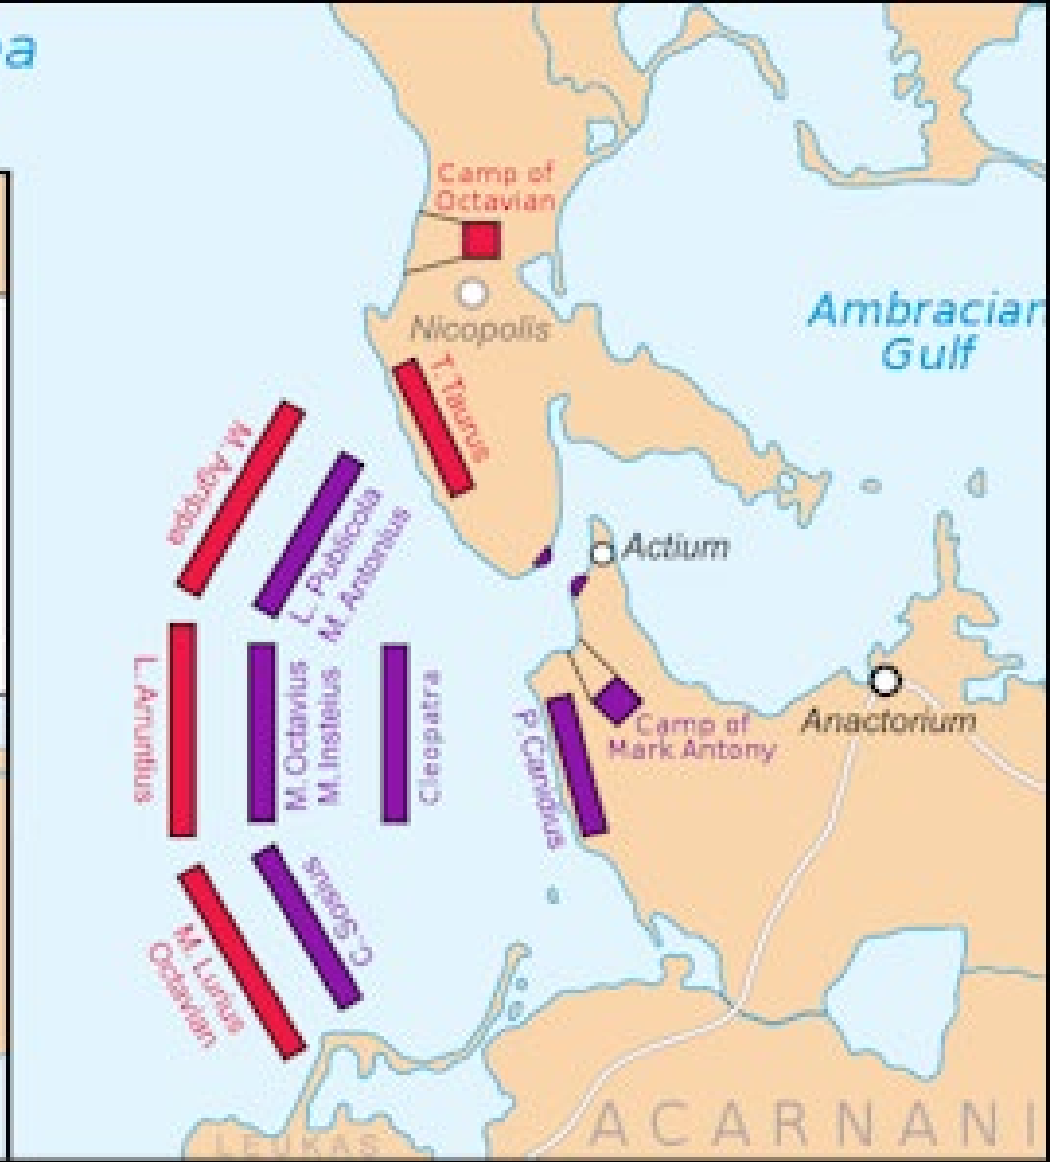 Camp of
Octavian
Nicopolis
T. Taurus
Ambracian
Gulf
M. Agrippa
L. Publicola
M. Antonius
Actium
L. Arruntius
M. Octavius
M. Insteius
Cleopatra
P. Canidius
Camp of
Mark Antony
Anactorium
C. Sosius
M. Lurius
Octavian
ACARNANI
LEUKAS